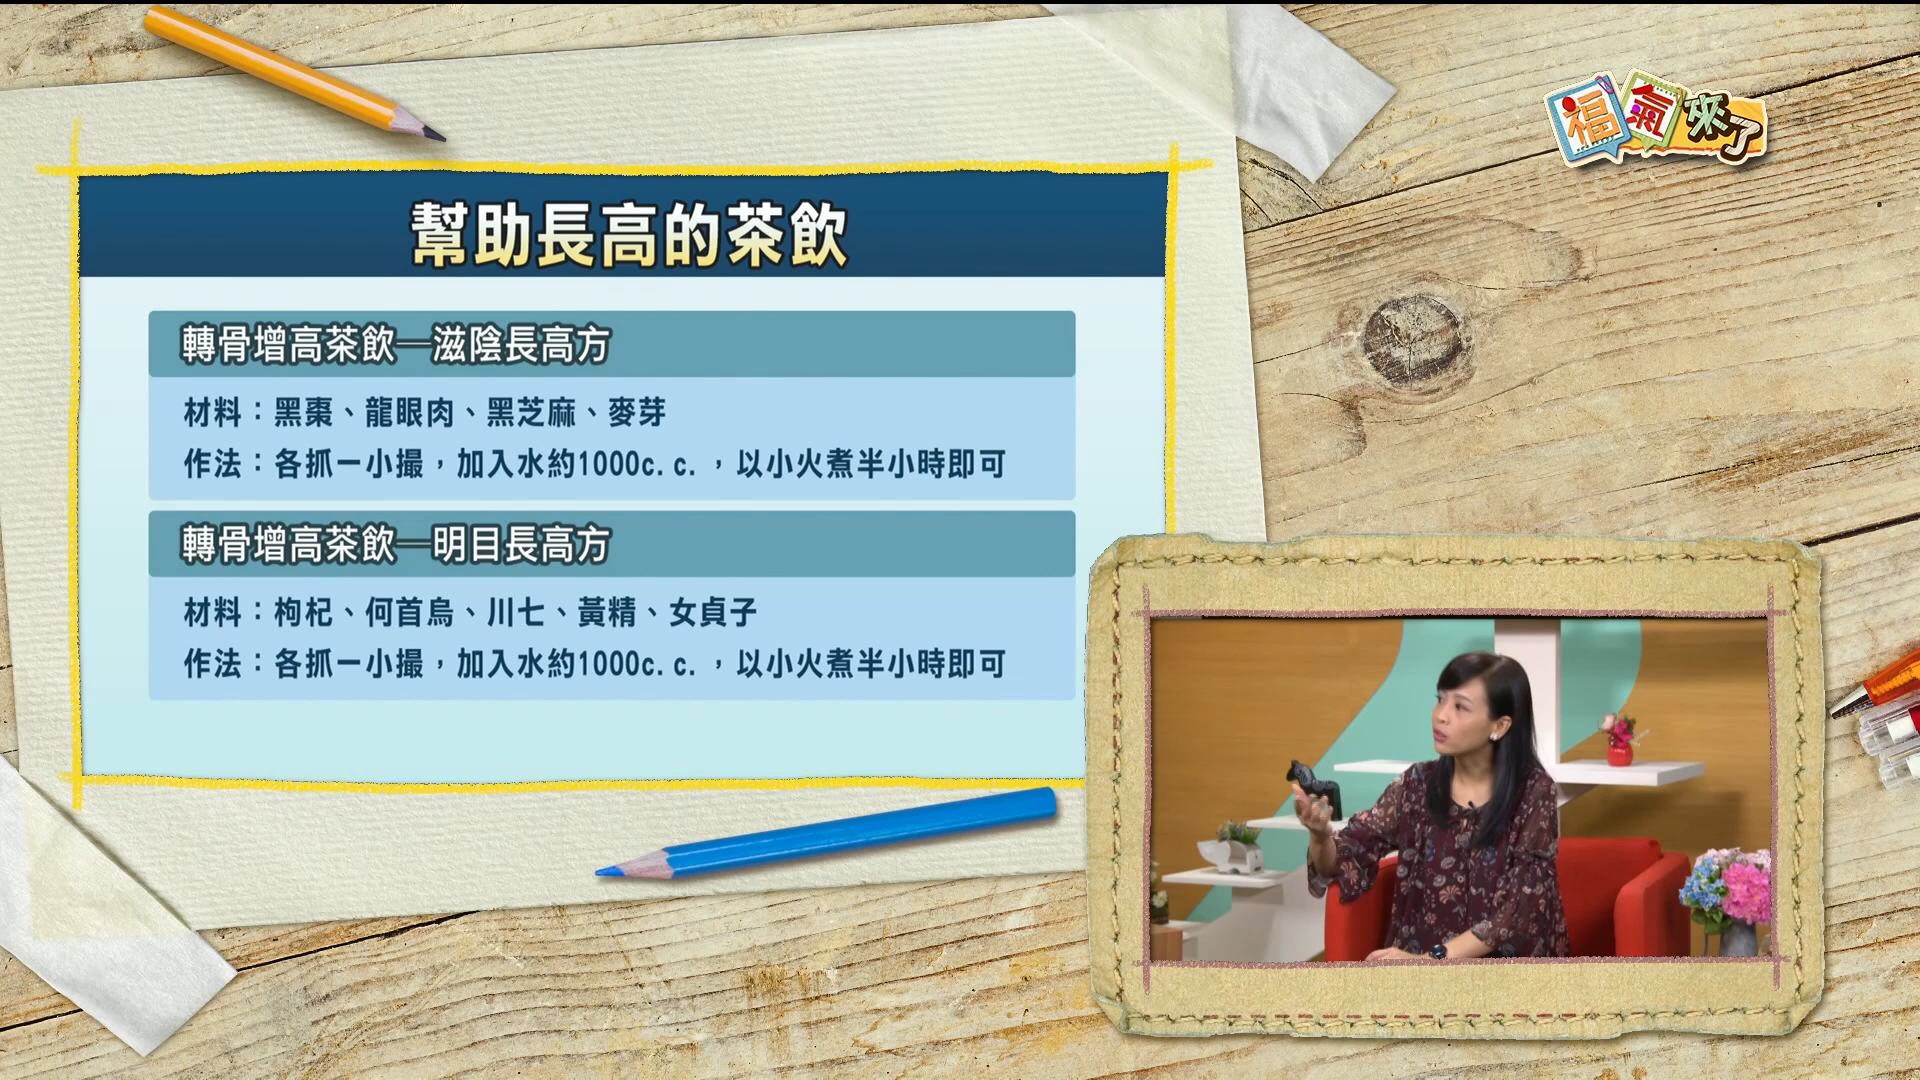 福氣來了
幫助長高的茶飲
轉骨增高茶飲—滋陰長高方
材料：黑棗、龍眼肉、黑芝麻、麥芽
作法：各抓一小撮，加入水約1000c.c.，以小火煮半小時即可
轉骨增高茶飲—明目長高方
材料：枸杞、何首烏、川七、黃精、女貞子
作法：各抓一小撮，加入水約1000c.c.，以小火煮半小時即可